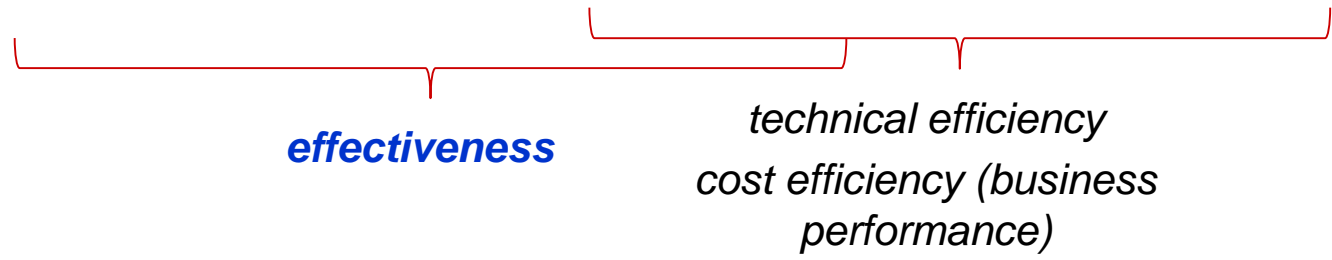 effectiveness
technical efficiency
cost efficiency (business
performance)